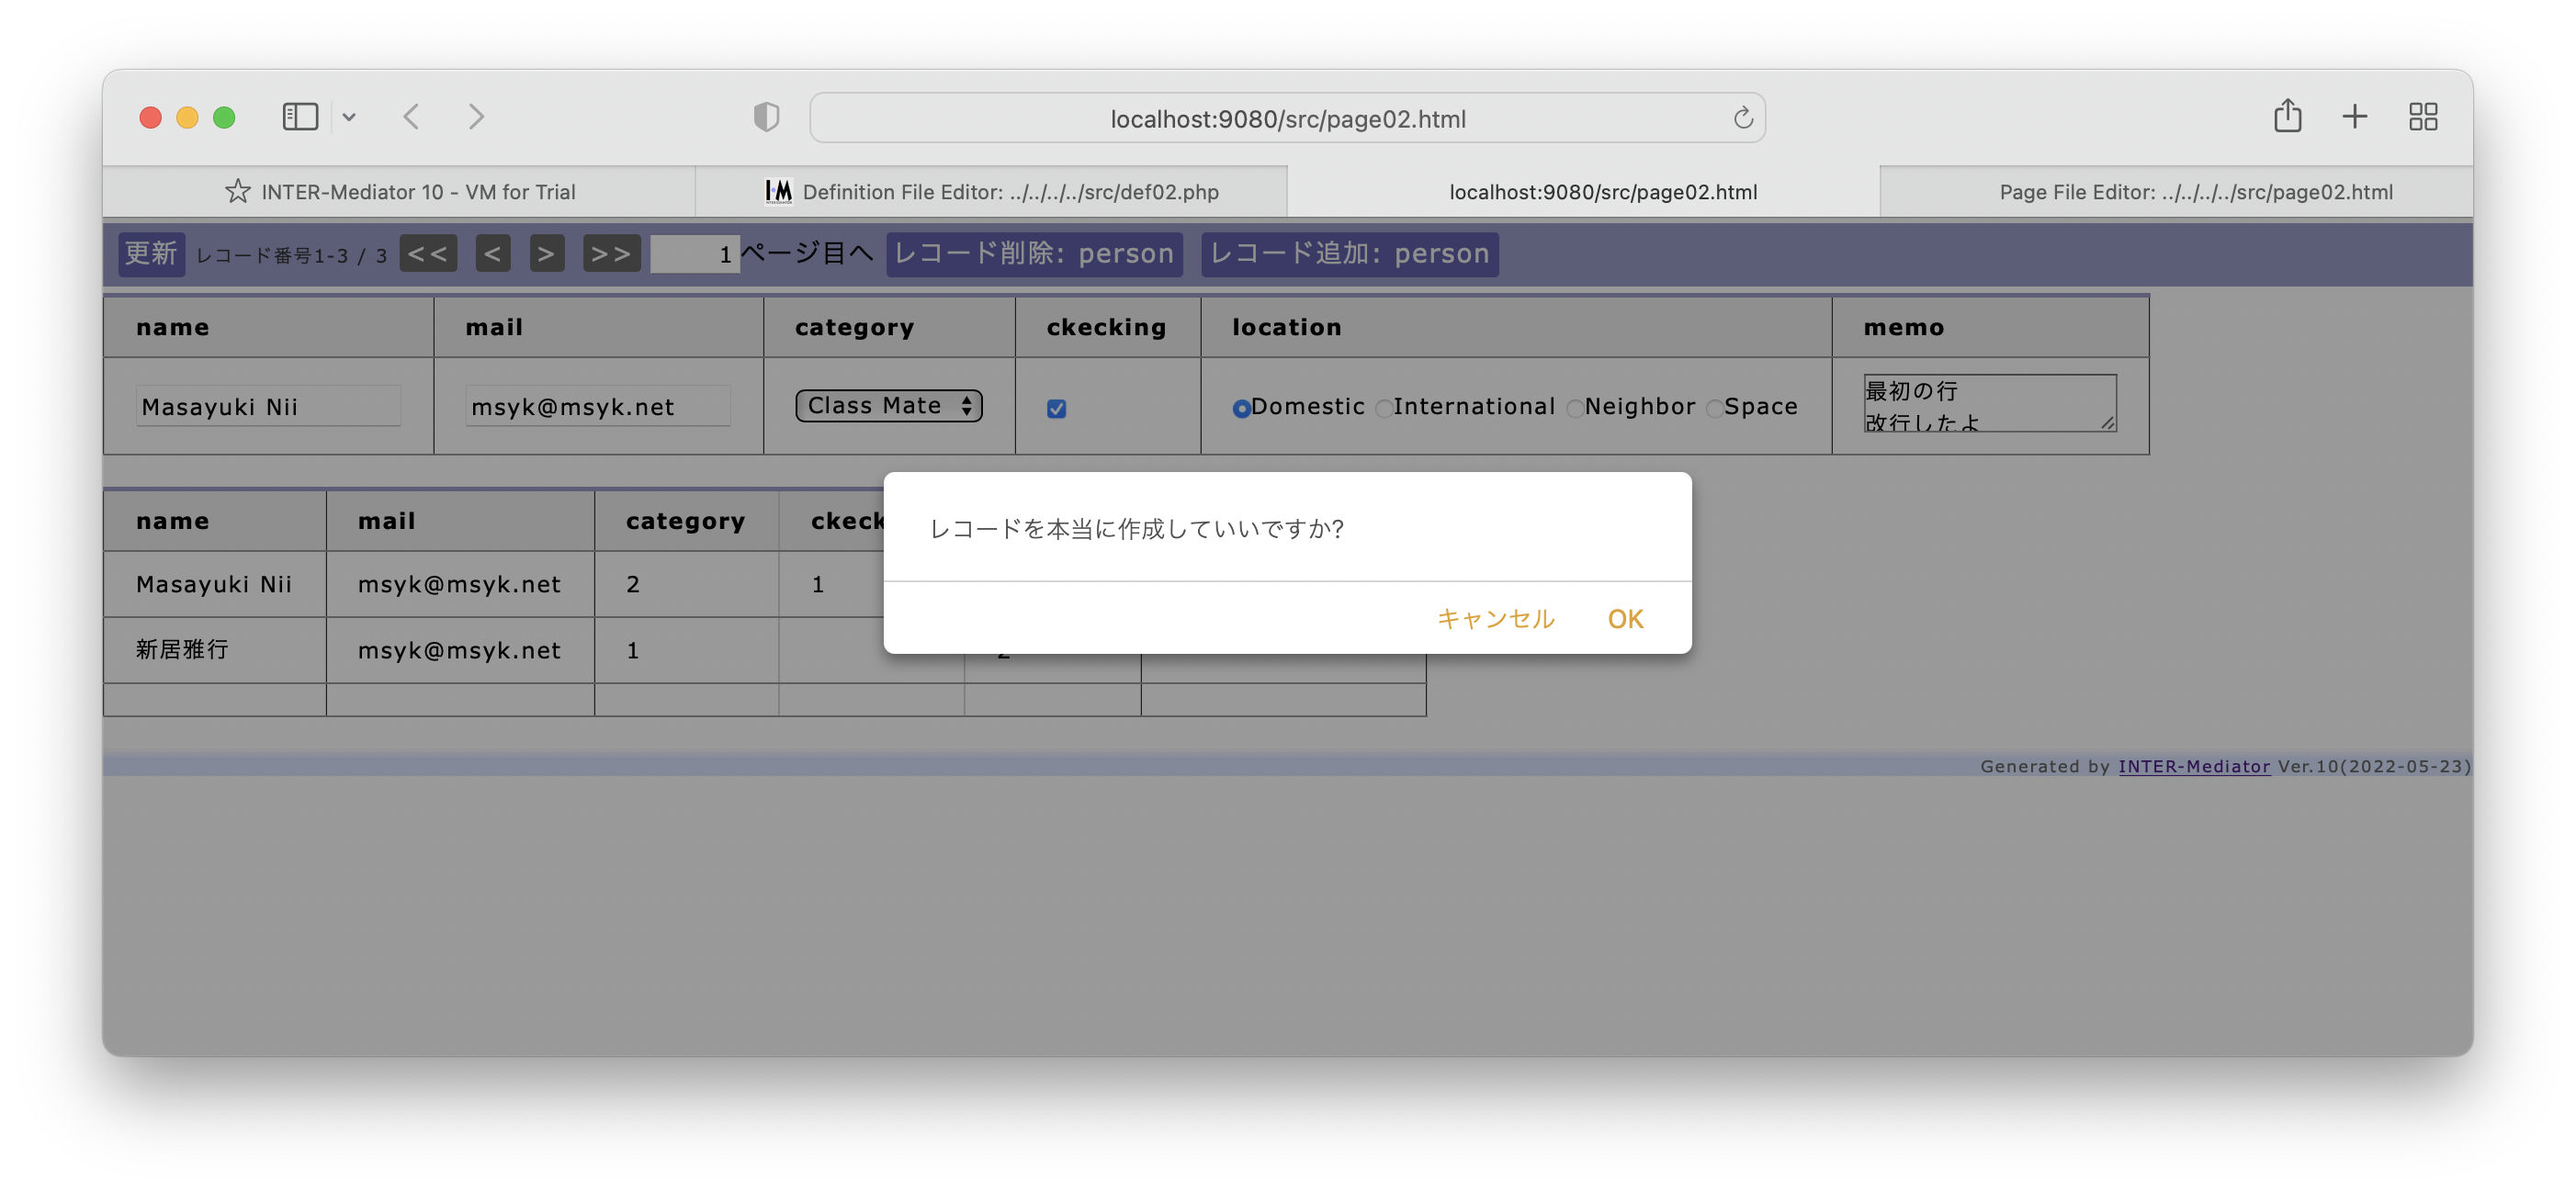 localhost:9080/src/page02.html
INTER-Mediator 10 - VM for Trial
IM Definition File Editor: ../../../../src/def02.php
localhost:9080/src/page02.html
Page File Editor: ../../../../src/page02.html
更新 レコード番号1-3 / 3 << < > >> 1 ページ目へ レコード削除: person レコード追加: person
name mail category ckecking location memo
Masayuki Nii msyk@msyk.net Class Mate Domestic International Neighbor Space 最初の行
改行したよ
レコードを本当に作成していいですか?
キャンセル OK
name mail category ckeck
Masayuki Nii msyk@msyk.net 2 1
新居雅行 msyk@msyk.net 1
Generated by INTER-Mediator Ver.10(2022-05-23)